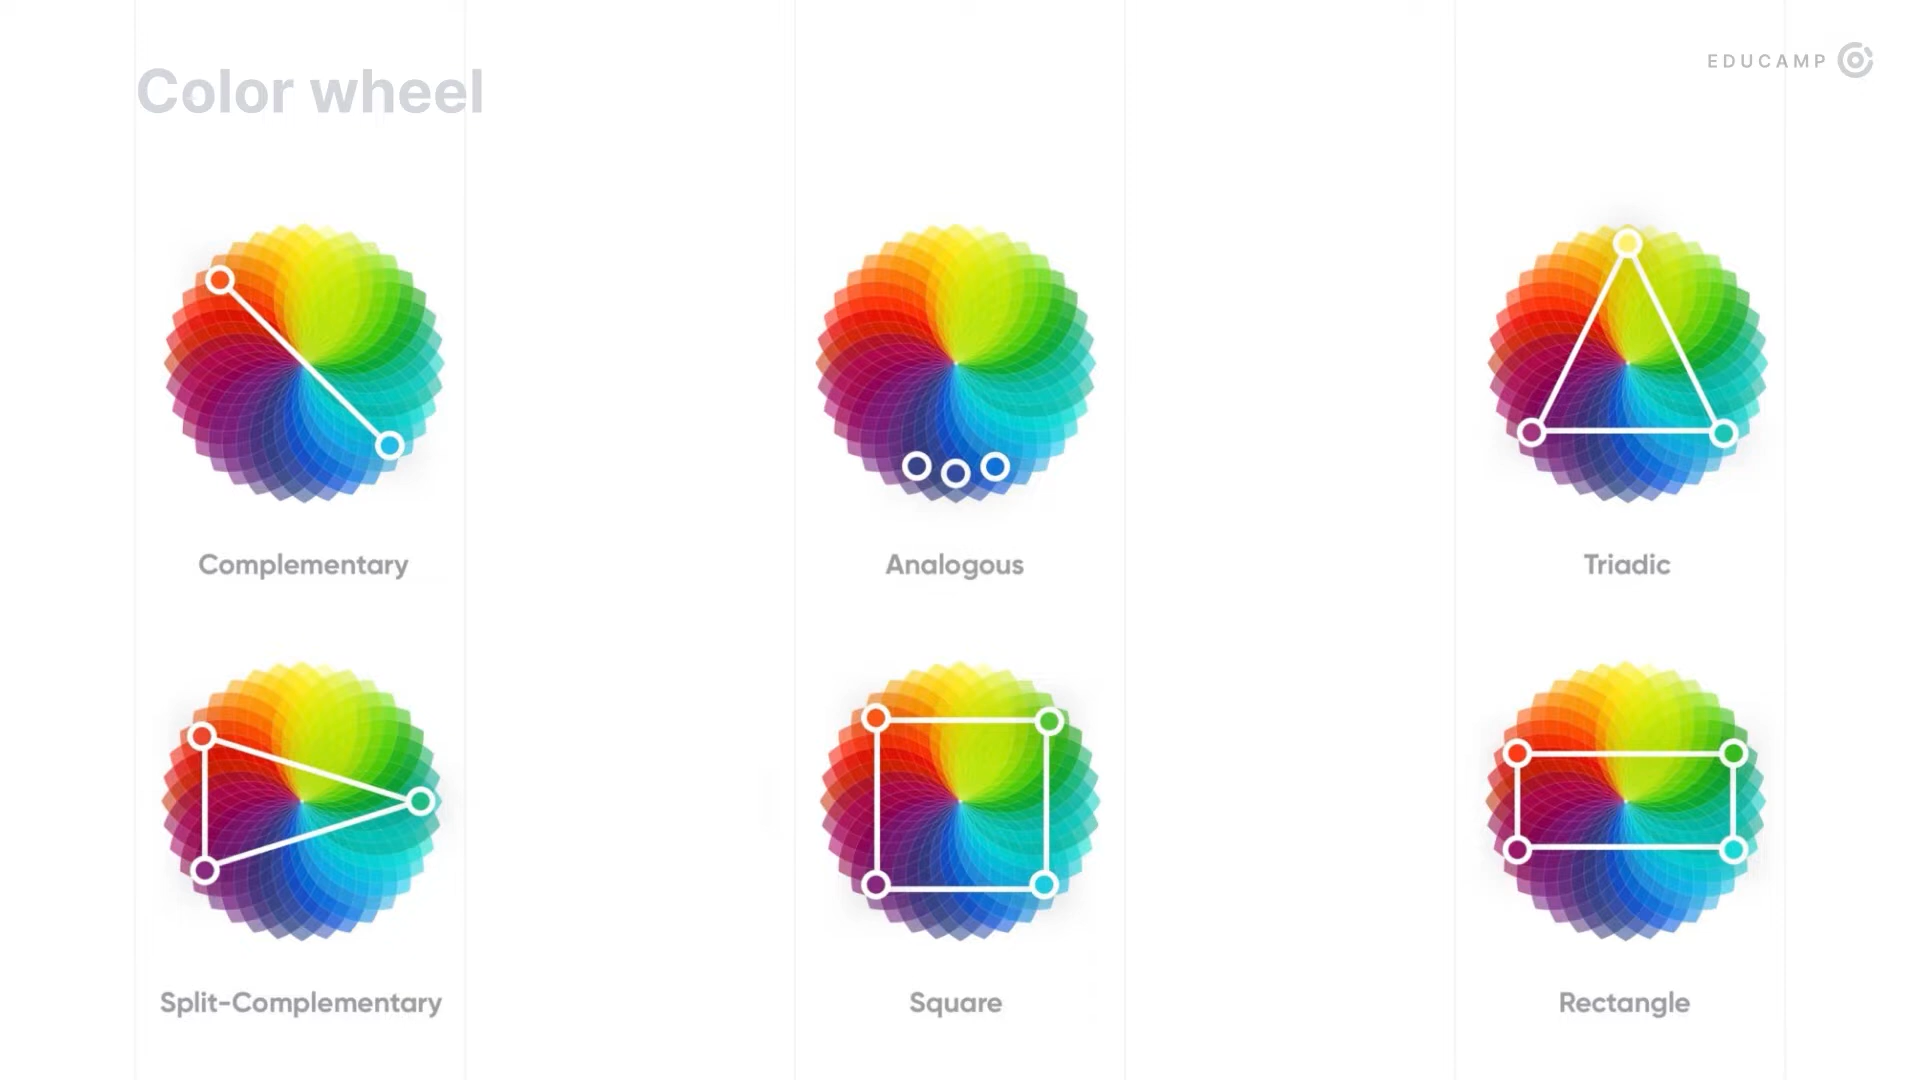 Color wheel
EDUCAMP
Complementary
Analogous
Triadic
Split-Complementary
Square
Rectangle